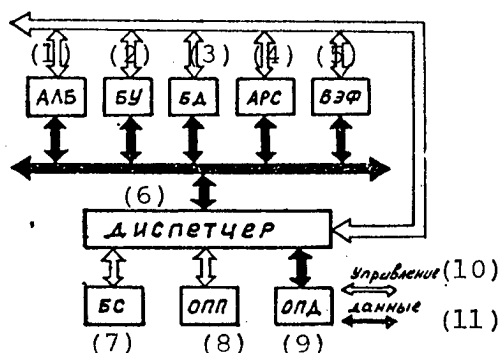 (1) (2) (3) (4) (5)
АЛБ БУ БД АРС ВЭФ
(6)
ДИСПЕТЧЕР
Управление (10)
данные (11)
БС ОПП ОПД
(7) (8) (9)